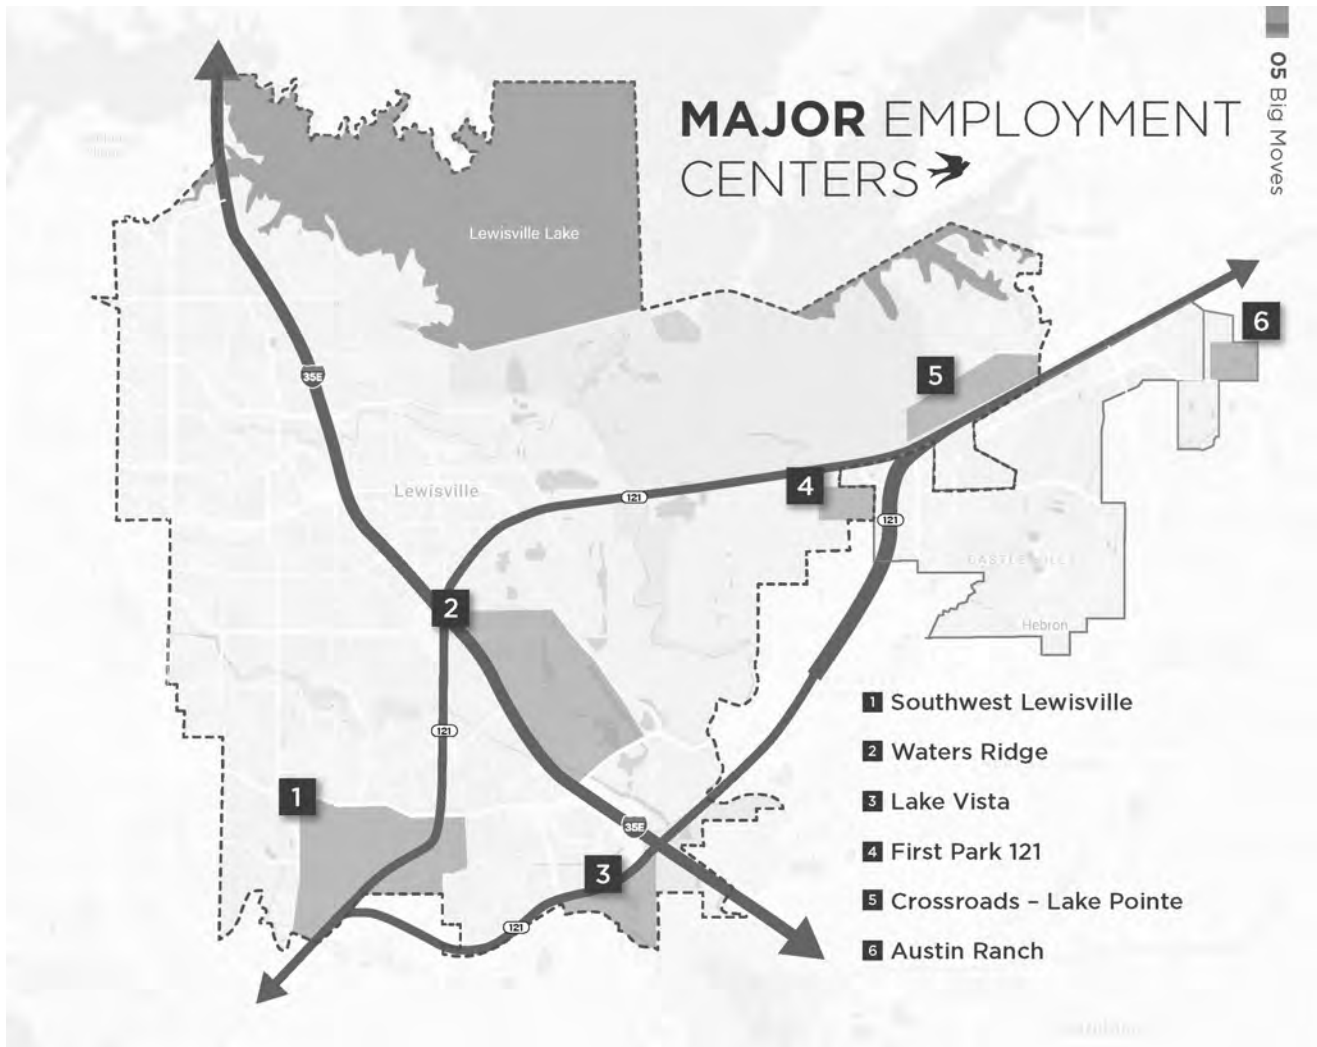 05 Big Moves
MAJOR EMPLOYMENT
CENTERS
Lewisville Lake
6
5
35E
4
Lewisville
121
121
2
Hebron
1 Southwest Lewisville
2 Waters Ridge
121
3 Lake Vista
1
35E
4 First Park 121
3
5 Crossroads – Lake Pointe
121
6 Austin Ranch